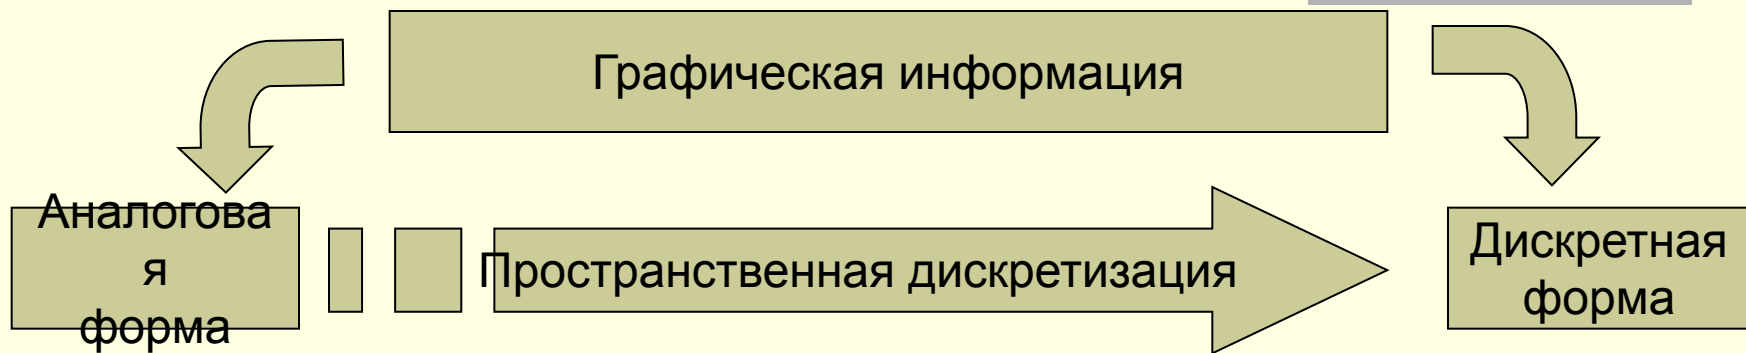 Графическая информация
Аналогова
я
форма
Пространственная дискретизация
Дискретная
форма